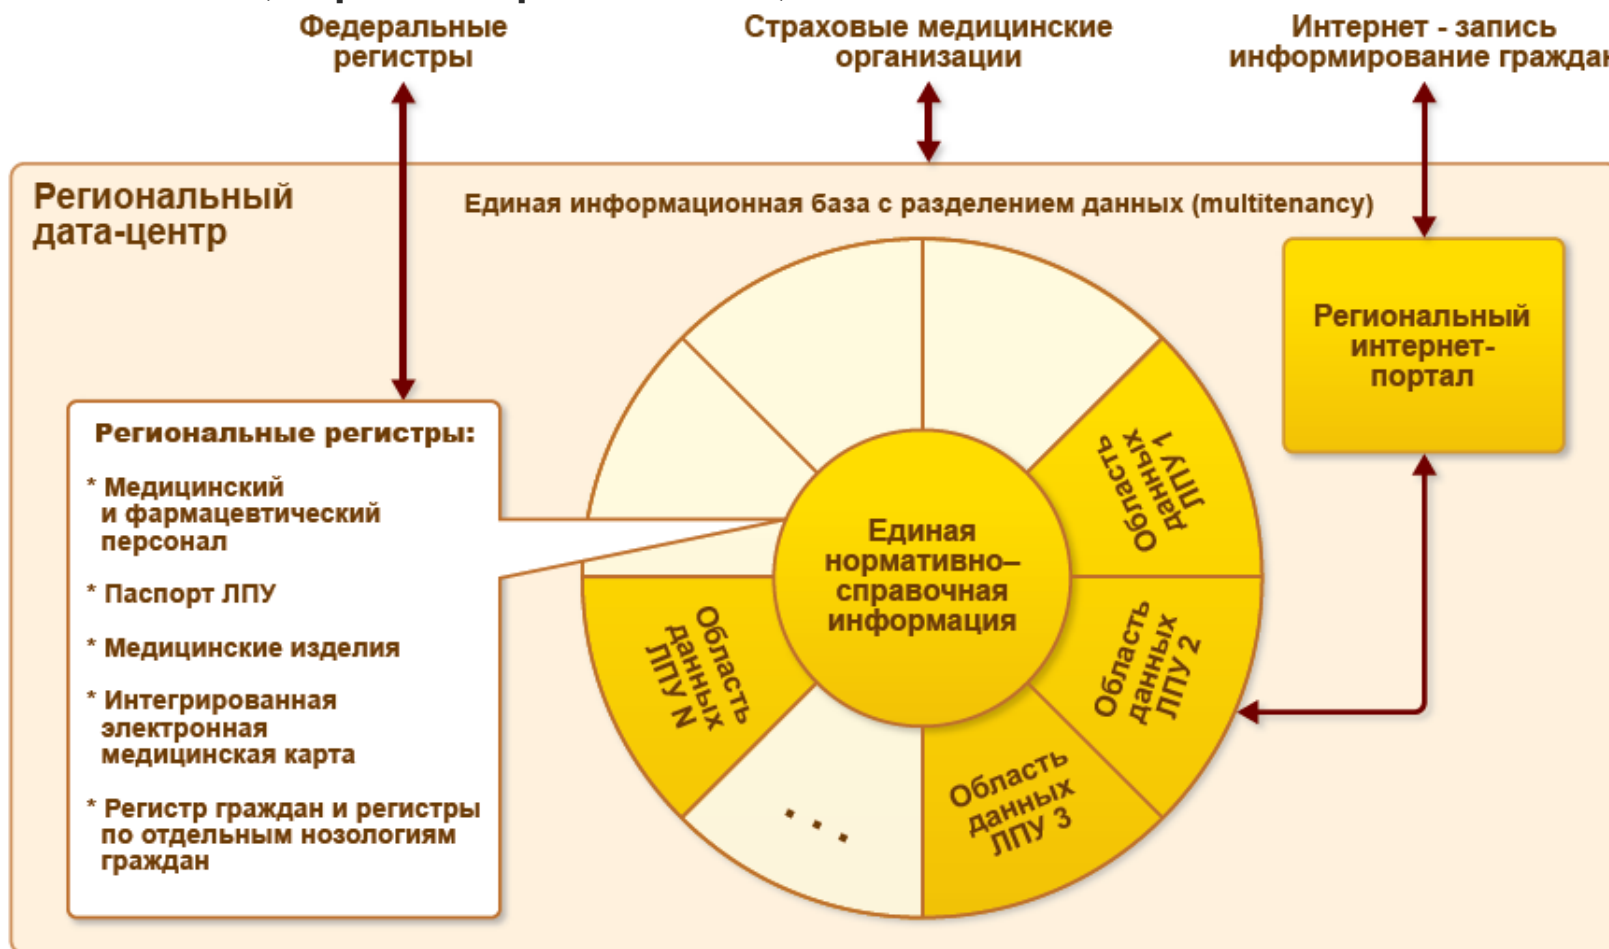 Федеральные
регистры
Страховые медицинские
организации
Интернет - запись
информирование граждан
Региональный
дата-центр
Единая информационная база с разделением данных (multitenancy)
Региональный
интернет-
портал
Региональные регистры:
* Медицинский
и фармацевтический
персонал
* Паспорт ЛПУ
* Медицинские изделия
* Интегрированная
электронная
медицинская карта
* Регистр граждан и регистры
по отдельным нозологиям
граждан
Единая
нормативно–
справочная
информация
Область
данных
ЛПУ 1
Область
данных
ЛПУ 2
Область
данных
ЛПУ 3
. . .
Область
данных
ЛПУ N